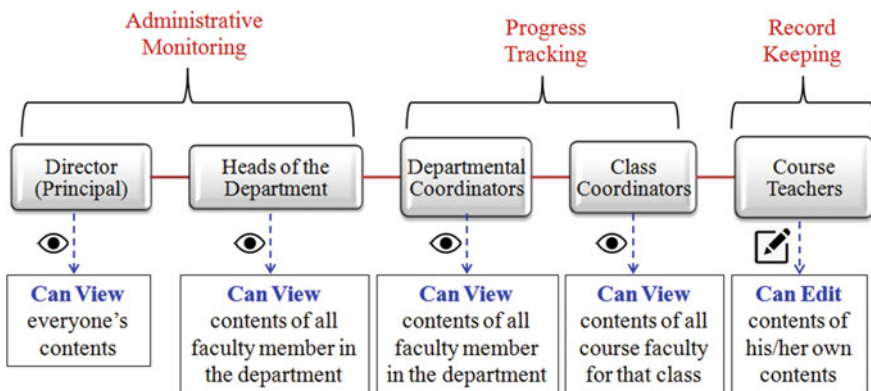 Administrative
Monitoring
Progress
Tracking
Record
Keeping
Director
(Principal)
Heads of the
Department
Departmental
Coordinators
Class
Coordinators
Course
Teachers
Can View
everyone's
contents
Can View
contents of all
faculty member in
the department
Can View
contents of all
faculty member
in the department
Can View
contents of all
course faculty
for that class
Can Edit
contents of
his/her own
contents